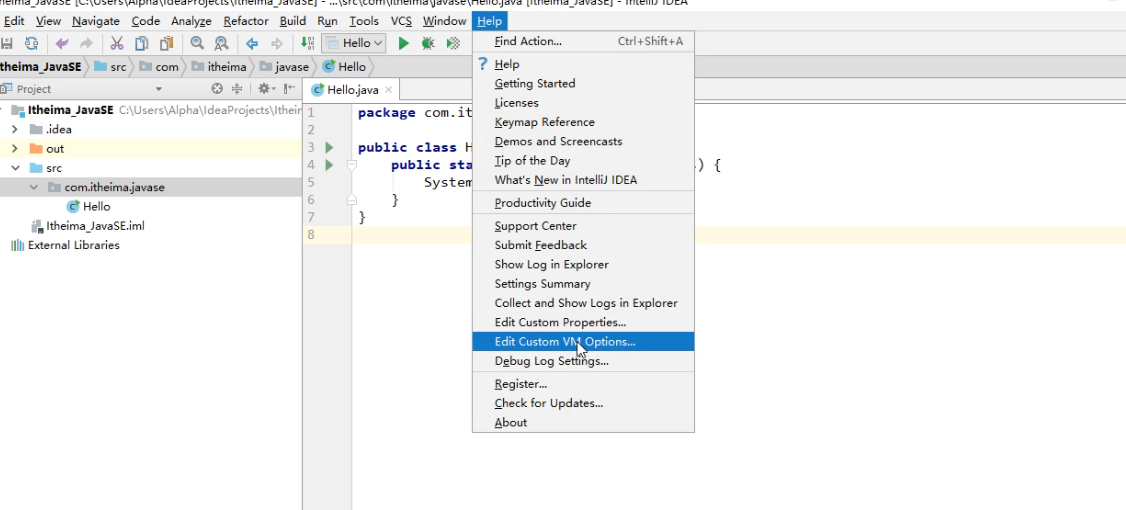 Itheima_JavaSE [C:\Users\Alpha\IdeaProjects\Itheima_JavaSE] - ...\src\com\itheima\javase\Hello.java [Itheima_JavaSE] - IntelliJ IDEA
Edit View Navigate Code Analyze Refactor Build Run Tools VCS Window Help
Hello
Itheima_JavaSE src com itheima javase Hello
Project
Hello.java
Itheima_JavaSE C:\Users\Alpha\IdeaProjects\Itheim
.idea
out
src
com.itheima.javase
Hello
Itheima_JavaSE.iml
External Libraries
1 package com.it
2
3 public class H
4 public sta ) {
5 System
6 }
7 }
8
Find Action... Ctrl+Shift+A
? Help
Getting Started
Licenses
Keymap Reference
Demos and Screencasts
Tip of the Day
What's New in IntelliJ IDEA
Productivity Guide
Support Center
Submit Feedback
Show Log in Explorer
Settings Summary
Collect and Show Logs in Explorer
Edit Custom Properties...
Edit Custom VM Options...
Debug Log Settings...
Register...
Check for Updates...
About